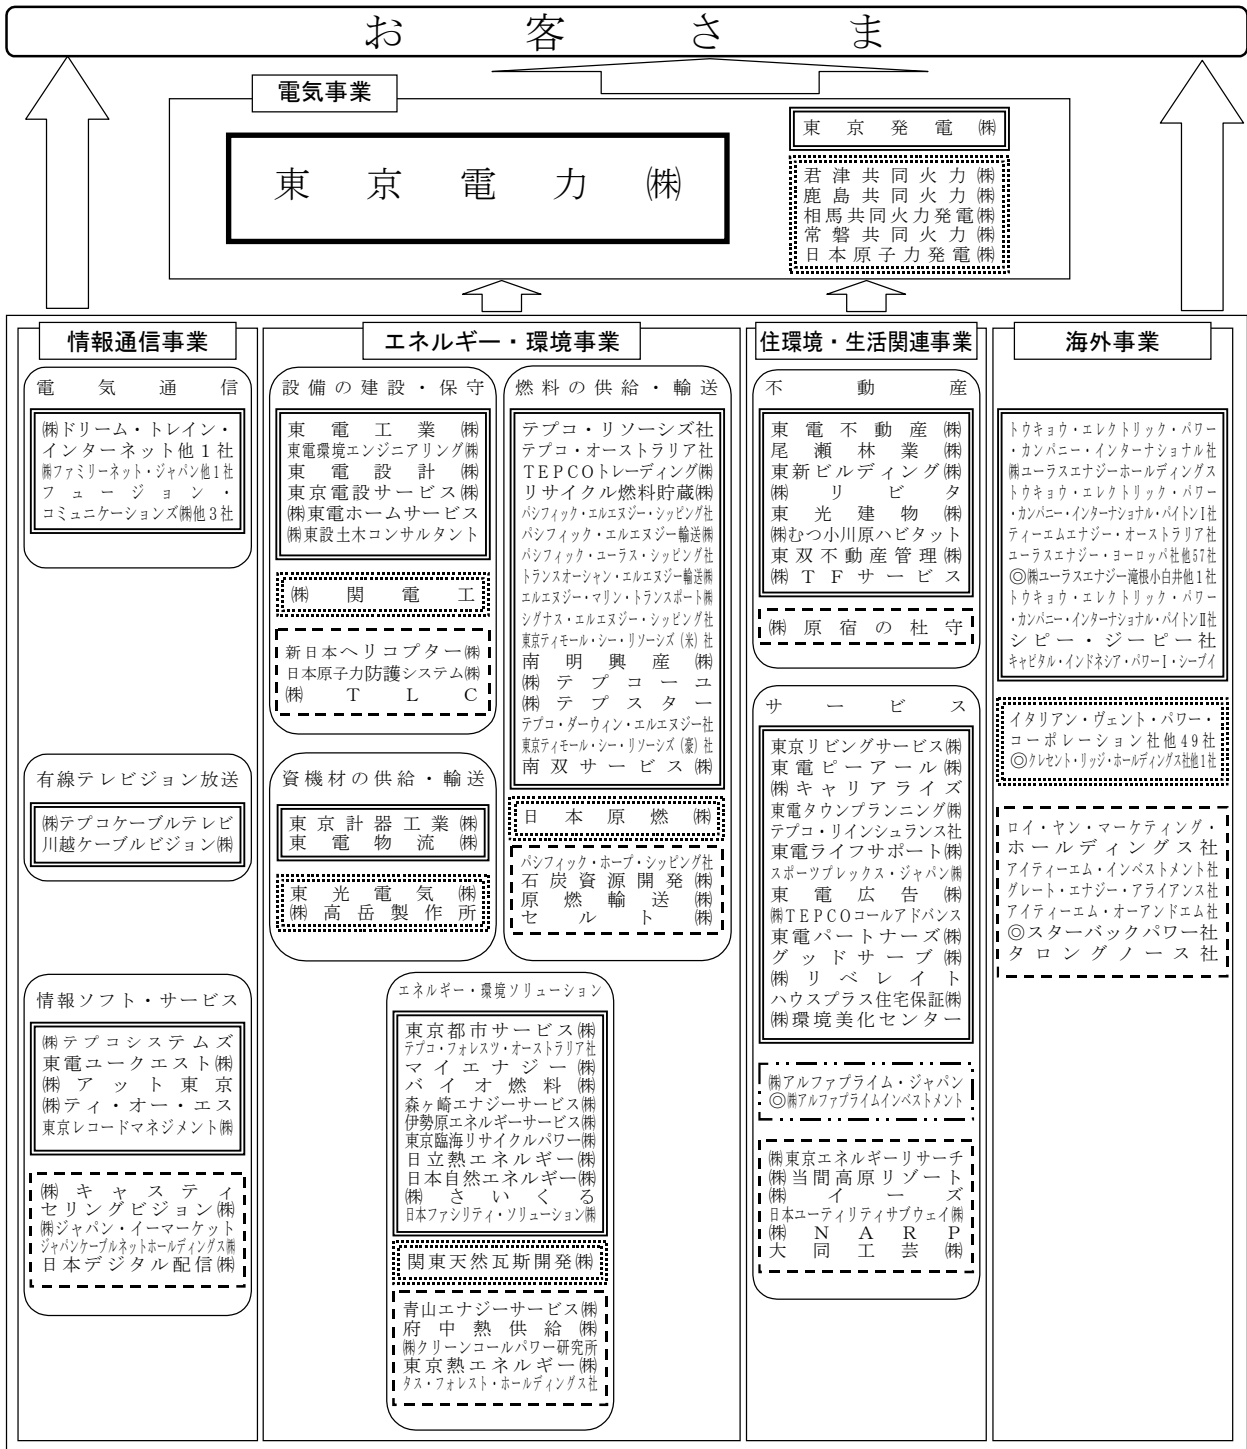 お客さま
電気事業
東京電力㈱
東京発電㈱
君津共同火力㈱
鹿島共同火力㈱
相馬共同火力発電㈱
常磐共同火力㈱
日本原子力発電㈱
情報通信事業
電気通信
㈱ドリーム・トレイン・
インターネット他1社
㈱ファミリーネット・ジャパン他1社
フュージョン・
コミュニケーションズ㈱他3社
有線テレビジョン放送
㈱テプコケーブルテレビ
川越ケーブルビジョン㈱
情報ソフト・サービス
㈱テプコシステムズ
東電ユークエスト㈱
㈱アット東京
㈱ティ・オー・エス
東京レコードマネジメント㈱
㈱キャスティ
セリングビジョン㈱
㈱ジャパン・イーマーケット
ジャパンケーブルネットホールディングス㈱
日本デジタル配信㈱
エネルギー・環境事業
設備の建設・保守
東電工業㈱
東電環境エンジニアリング㈱
東電設計㈱
東京電設サービス㈱
㈱東電ホームサービス
㈱東設土木コンサルタント
㈱関電工
新日本ヘリコプター㈱
日本原子力防護システム㈱
㈱TLC
資機材の供給・輸送
東京計器工業㈱
東電物流㈱
東光電気㈱
㈱高岳製作所
燃料の供給・輸送
テプコ・リソーシズ社
テプコ・オーストラリア社
TEPCOトレーディング㈱
リサイクル燃料貯蔵㈱
パシフィック・エルエヌジー・シッピング社
パシフィック・エルエヌジー輸送㈱
パシフィック・ユーラス・シッピング社
トランスオーシャン・エルエヌジー輸送㈱
エルエヌジー・マリン・トランスポート㈱
シグナス・エルエヌジー・シッピング社
東京ティモール・シー・リソーシズ（米）社
南明興産㈱
㈱テプコーユ
㈱テプスター
テプコ・ダーウィン・エルエヌジー社
東京ティモール・シー・リソーシズ（豪）社
南双サービス㈱
日本原燃㈱
パシフィック・ホープ・シッピング社
石炭資源開発㈱
原燃輸送㈱
セルト㈱
エネルギー・環境ソリューション
東京都市サービス㈱
テプコ・フォレスツ・オーストラリア社
マイエナジー㈱
バイオ燃料㈱
森ヶ崎エナジーサービス㈱
伊勢原エネルギーサービス㈱
東京臨海リサイクルパワー㈱
日立熱エネルギー㈱
日本自然エネルギー㈱
㈱さいくる
日本ファシリティ・ソリューション㈱
関東天然瓦斯開発㈱
青山エナジーサービス㈱
府中熱供給㈱
㈱クリーンコールパワー研究所
東京熱エネルギー㈱
タス・フォレスト・ホールディングス社
住環境・生活関連事業
不動産
東電不動産㈱
尾瀬林業㈱
東新ビルディング㈱
㈱リビタ
東光建物㈱
㈱むつ小川原ハビタット
東双不動産管理㈱
㈱TFサービス
㈱原宿の杜守
サービス
東京リビングサービス㈱
東電ピーアール㈱
㈱キャリアライズ
東電タウンプランニング㈱
テプコ・リインシュランス社
東電ライフサポート㈱
スポーツプレックス・ジャパン㈱
東電広告㈱
㈱TEPCOコールアドバンス
東電パートナーズ㈱
グッドサーブ㈱
㈱リベレイト
ハウスプラス住宅保証㈱
㈱環境美化センター
㈱アルファプライム・ジャパン
◎㈱アルファプライムインベストメント
㈱東京エネルギーリサーチ
㈱当間高原リゾート
㈱イーズ
日本ユーティリティサブウェイ㈱
㈱NARP
大同工芸㈱
海外事業
トウキョウ・エレクトリック・パワー
・カンパニー・インターナショナル社
㈱ユーラスエナジーホールディングス
トウキョウ・エレクトリック・パワー
・カンパニー・インターナショナル・パイトンⅠ社
ティーエムエナジー・オーストラリア社
ユーラスエナジー・ヨーロッパ社他57社
◎㈱ユーラスエナジー滝根小白井他1社
トウキョウ・エレクトリック・パワー
・カンパニー・インターナショナル・パイトンⅡ社
シピー・ジーピー社
キャピタル・インドネシア・パワーI・シーブイ
イタリアン・ヴェント・パワー・
コーポレーション社他49社
◎クレセント・リッジ・ホールディングス社他1社
ロイ・ヤン・マーケティング・
ホールディングス社
アイティーエム・インベストメント社
グレート・エナジー・アライアンス社
アイティーエム・オーアンドエム社
◎スターバックパワー社
タロングノース社